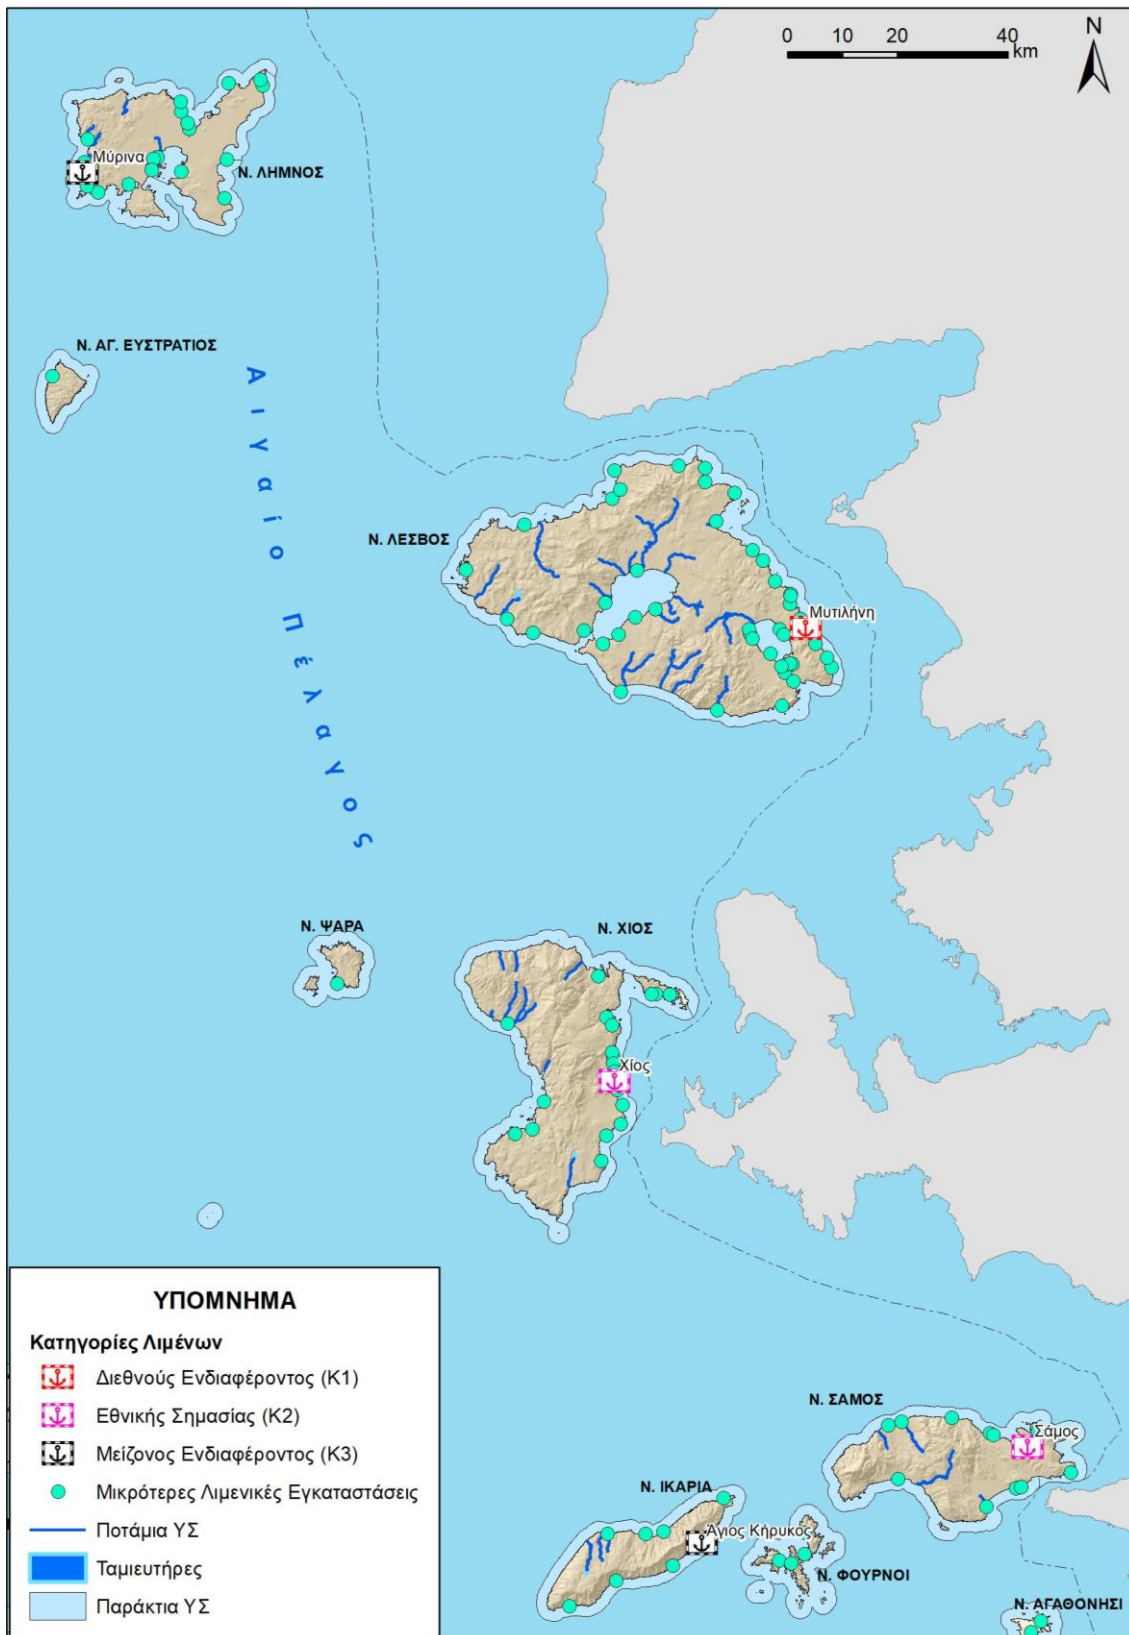 N
0 10 20 40
km
Μύρινα
Ν. ΛΗΜΝΟΣ
Ν. ΑΓ. ΕΥΣΤΡΑΤΙΟΣ
Αιγαίο Πέλαγος
Ν. ΛΕΣΒΟΣ
Μυτιλήνη
Ν. ΨΑΡΑ
Ν. ΧΙΟΣ
Χίος
Ν. ΣΑΜΟΣ
Σάμος
Ν. ΙΚΑΡΙΑ
Άγιος Κήρυκος
Ν. ΦΟΥΡΝΟΙ
Ν. ΑΓΑΘΟΝΗΣΙ
ΥΠΟΜΝΗΜΑ
Κατηγορίες Λιμένων
Διεθνούς Ενδιαφέροντος (Κ1)
Εθνικής Σημασίας (Κ2)
Μείζονος Ενδιαφέροντος (Κ3)
Μικρότερες Λιμενικές Εγκαταστάσεις
Ποτάμια ΥΣ
Ταμιευτήρες
Παράκτια ΥΣ